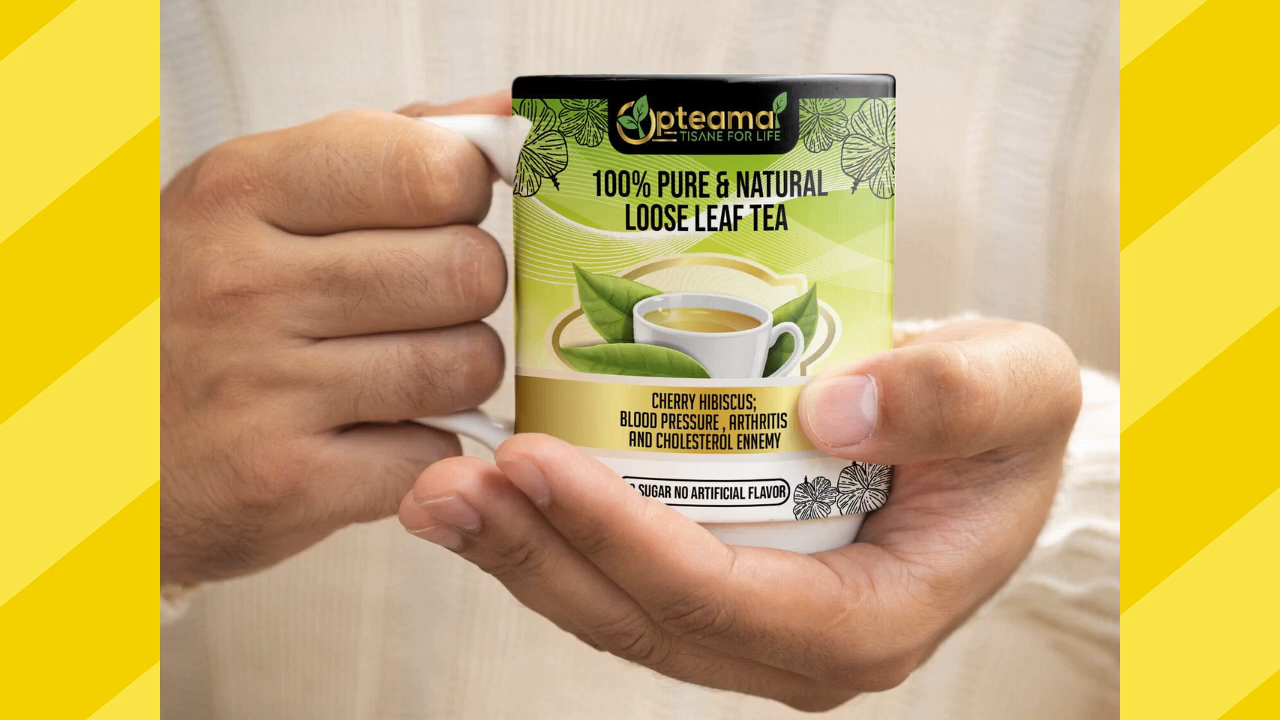 Opteama
TISANE FOR LIFE
100% PURE & NATURAL
LOOSE LEAF TEA
CHERRY HIBISCUS;
BLOOD PRESSURE , ARTHRITIS
AND CHOLESTEROL ENNEMY
SUGAR NO ARTIFICIAL FLAVOR